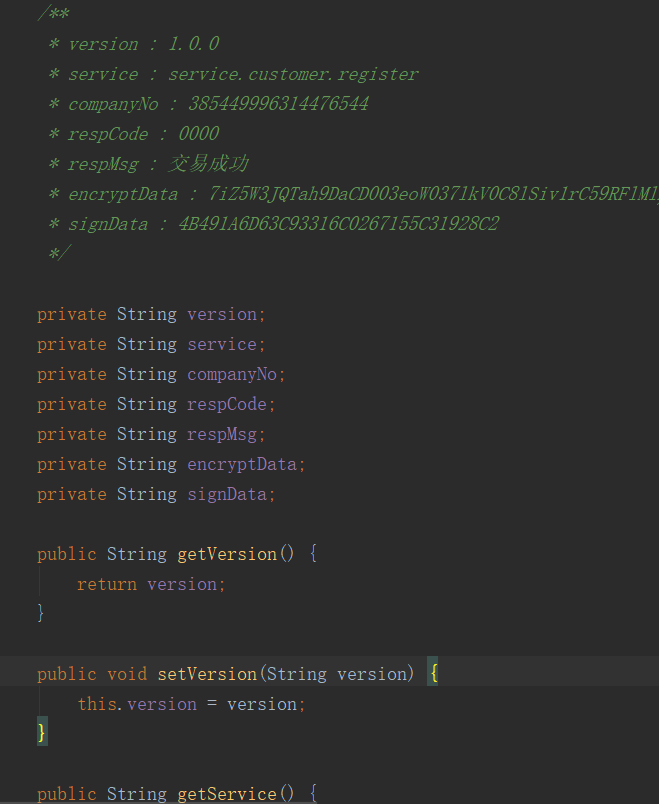 /**
* version : 1.0.0
* service : service.customer.register
* companyNo : 385449996314476544
* respCode : 0000
* respMsg : 交易成功
* encryptData : 7iZ5W3JQTah9DaCD003eoW037lkV0C8lSivlrC59RFlMl
* signData : 4B491A6D63C93316C0267155C31928C2
*/
private String version;
private String service;
private String companyNo;
private String respCode;
private String respMsg;
private String encryptData;
private String signData;
public String getVersion() {
return version;
}
public void setVersion(String version) {
this.version = version;
}
public String getService() {